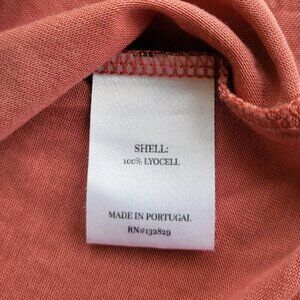 SHELL:
100% LYOCELL
MADE IN PORTUGAL
RN#132829